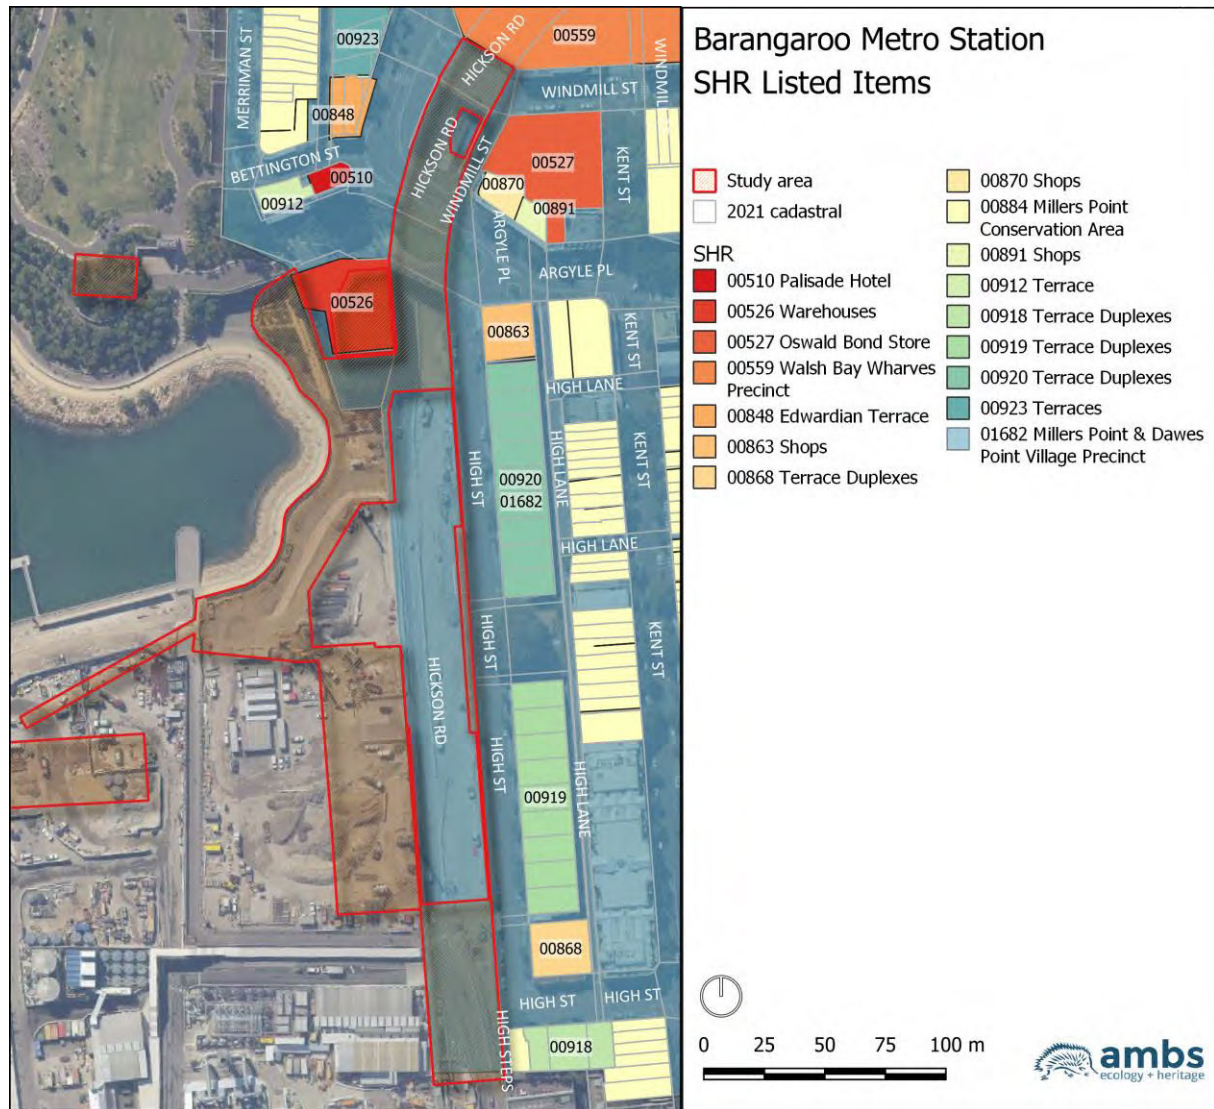 Barangaroo Metro Station
SHR Listed Items
Study area
2021 cadastral
SHR
00510 Palisade Hotel
00526 Warehouses
00527 Oswald Bond Store
00559 Walsh Bay Wharves
Precinct
00848 Edwardian Terrace
00863 Shops
00868 Terrace Duplexes
00870 Shops
00884 Millers Point
Conservation Area
00891 Shops
00912 Terrace
00918 Terrace Duplexes
00919 Terrace Duplexes
00920 Terrace Duplexes
00923 Terraces
01682 Millers Point & Dawes
Point Village Precinct
MERRIMAN ST
00923
HICKSON RD
00559
WINDMIL
WINDMILL ST
WINDMIL
00848
BETTINGTON ST
HICKSON RD
WINDMILL ST
00527
KENT ST
00510
00870
00912
00891
ARGYLE PL
ARGYLE PL
00526
00863
KENT ST
HIGH LANE
HIGH ST
00920
01682
HIGH LANE
KENT ST
HIGH LANE
HIGH ST
KENT ST
HICKSON RD
HIGH ST
00919
HIGH LANE
00868
HIGH ST
HIGH ST
HIGH STEPS
00918
0
25
50
75
100 m
ambs
ecology + heritage